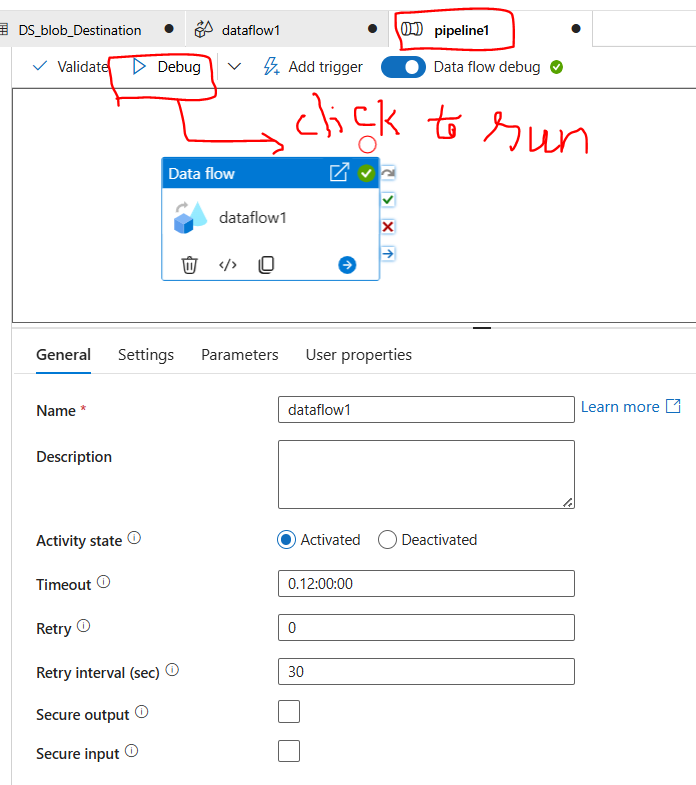 DS_blob_Destination dataflow1 pipeline1
Validate Debug Add trigger Data flow debug
click to run
Data flow
dataflow1
</>
General Settings Parameters User properties
Name * dataflow1 Learn more
Description
Activity state Activated Deactivated
Timeout 0.12:00:00
Retry 0
Retry interval (sec) 30
Secure output
Secure input